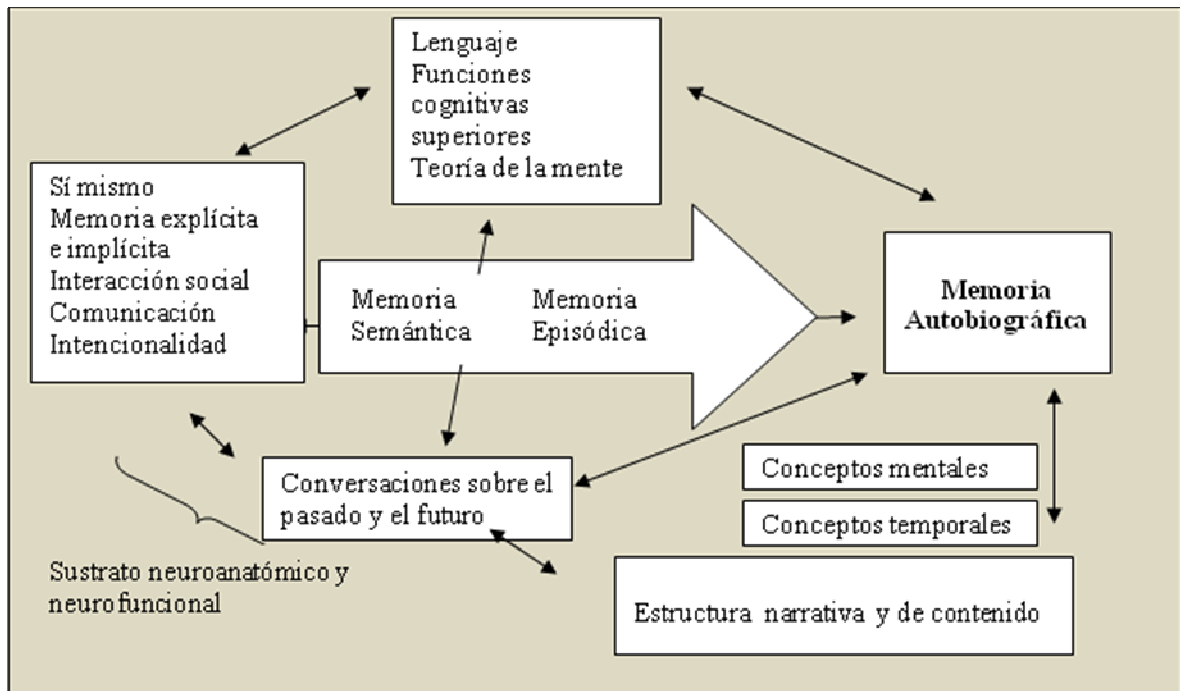 Lenguaje
Funciones
cognitivas
superiores
Teoría de la mente
Sí mismo
Memoria explícita
e implícita
Interacción social
Comunicación
Intencionalidad
Memoria
Semántica
Memoria
Episódica
Memoria
Autobiográfica
Conceptos mentales
Conceptos temporales
Conversaciones sobre el
pasado y el futuro
Sustrato neuroanatómico y
neurofuncional
Estructura narrativa y de contenido